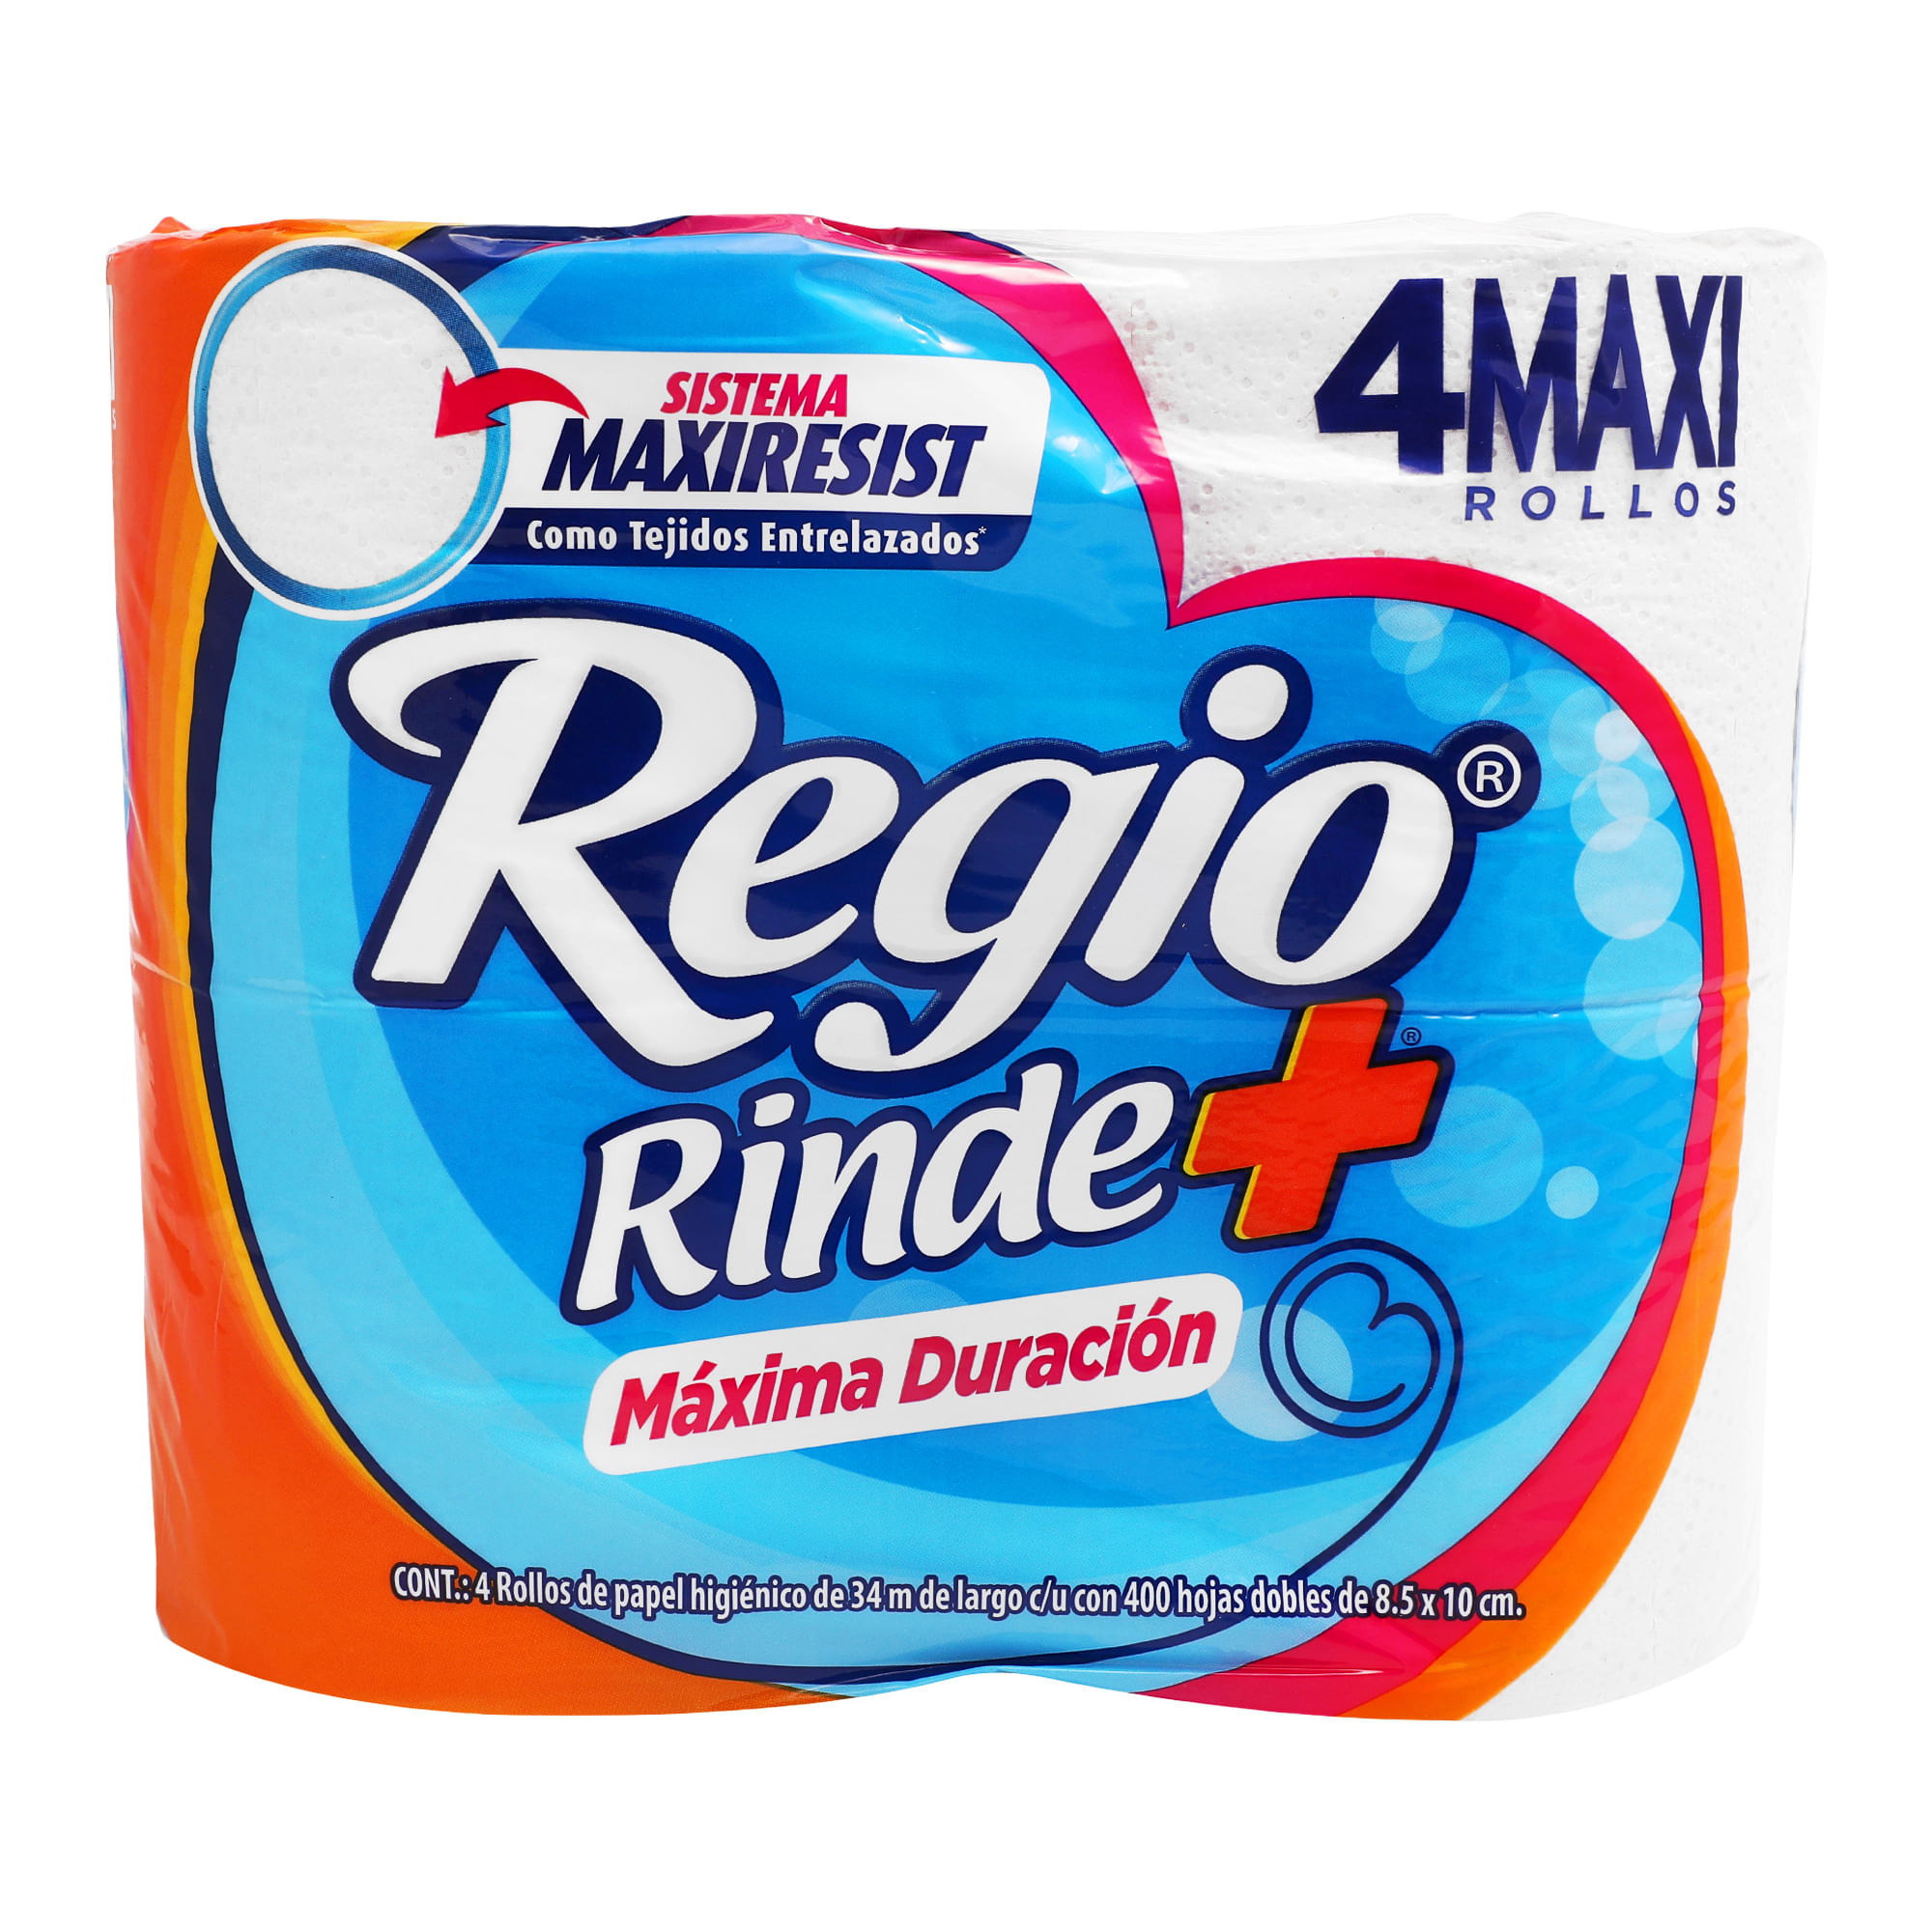 4MAXI
ROLLOS
SISTEMA
MAXIRESIST
Como Tejidos Entrelazados*
Regio®
Rinde+®
Máxima Duración
CONT.: 4 Rollos de papel higiénico de 34 m de largo c/u con 400 hojas dobles de 8.5 x 10 cm.